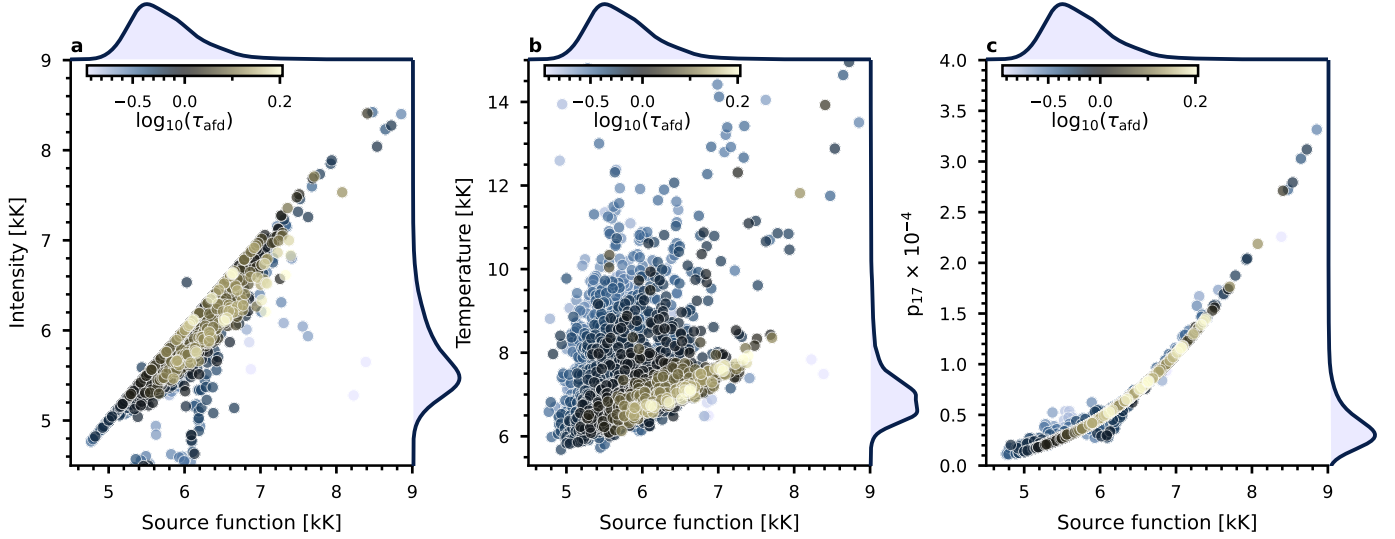 a
−0.5 0.0 0.2
log₁₀(τafd)
9
8
7
6
5
Intensity [kK]
5 6 7 8 9
Source function [kK]
b
−0.5 0.0 0.2
log₁₀(τafd)
14
12
10
8
6
Temperature [kK]
5 6 7 8 9
Source function [kK]
c
−0.5 0.0 0.2
log₁₀(τafd)
4.0
3.5
3.0
2.5
2.0
1.5
1.0
0.5
0.0
p₁₇ × 10⁻⁴
5 6 7 8 9
Source function [kK]